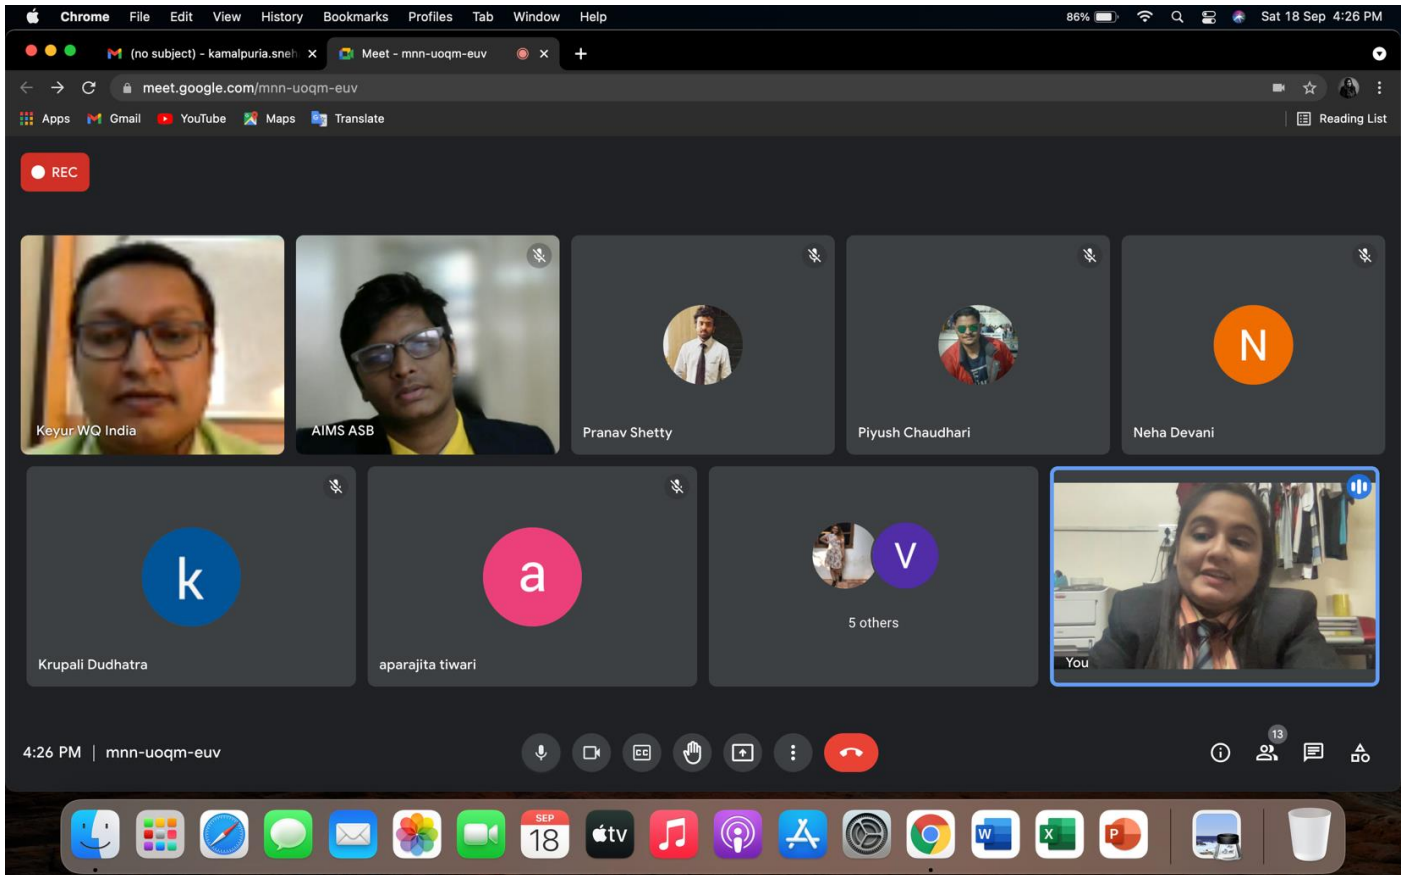 Chrome File Edit View History Bookmarks Profiles Tab Window Help 86% Sat 18 Sep 4:26 PM
(no subject) - kamalpuria.sneh Meet - mnn-uoqm-euv
meet.google.com/mnn-uoqm-euv
Apps Gmail YouTube Maps Translate Reading List
REC
Keyur WQ India
AIMS ASB
Pranav Shetty
Piyush Chaudhari
N
Neha Devani
k
Krupali Dudhatra
a
aparajita tiwari
V
5 others
You
4:26 PM | mnn-uoqm-euv
CC
13
SEP
18
tv
W
X
P